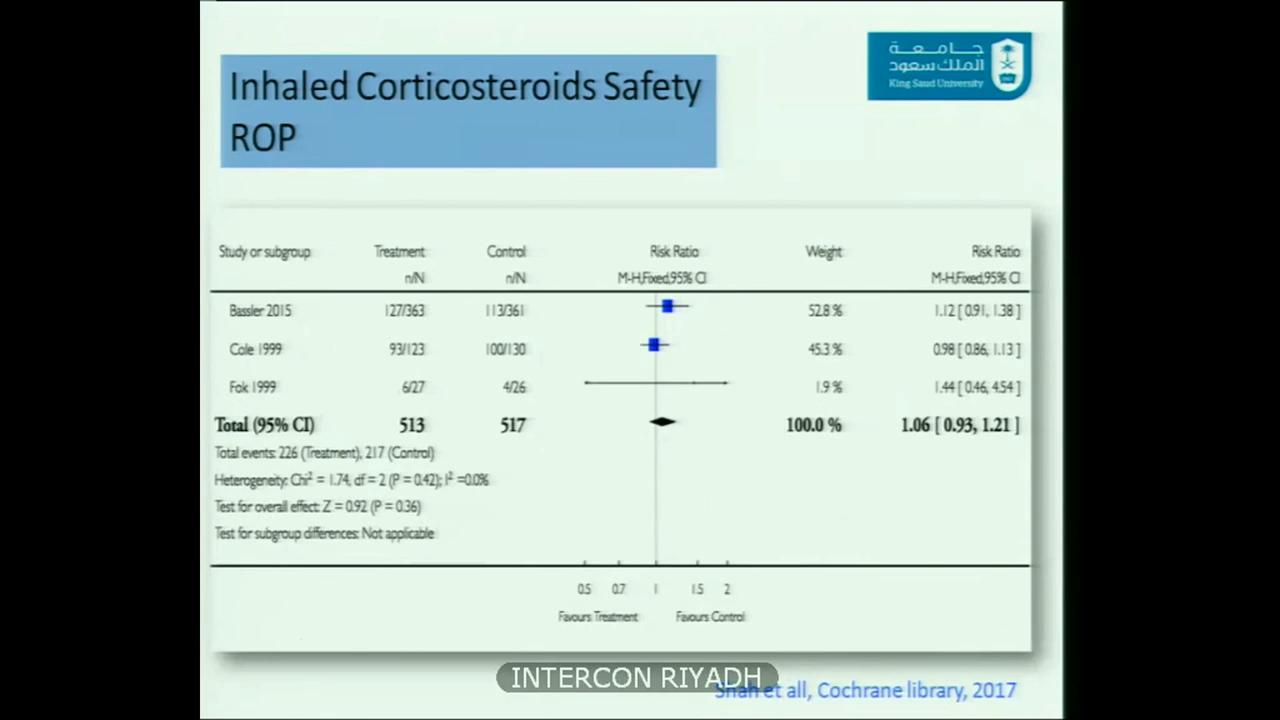 Inhaled Corticosteroids Safety
ROP
جامعة
الملك سعود
King Saud University
Study or subgroup Treatment Control Risk Ratio Weight Risk Ratio
n/N n/N M-H,Fixed,95% CI M-H,Fixed,95% CI
Bassler 2015 127/363 113/361 52.8 % 1.12 [ 0.91, 1.38 ]
Cole 1999 93/123 100/130 45.3 % 0.98 [ 0.86, 1.13 ]
Fok 1999 6/27 4/26 1.9 % 1.44 [ 0.46, 4.54 ]
Total (95% CI) 513 517 100.0 % 1.06 [ 0.93, 1.21 ]
Total events: 226 (Treatment), 217 (Control)
Heterogeneity: Chi² = 1.74, df = 2 (P = 0.42); I² =0.0%
Test for overall effect: Z = 0.92 (P = 0.36)
Test for subgroup differences: Not applicable
0.5 0.7 1 1.5 2
Favours Treatment Favours Control
INTERCON RIYADH
Shah et all, Cochrane library, 2017